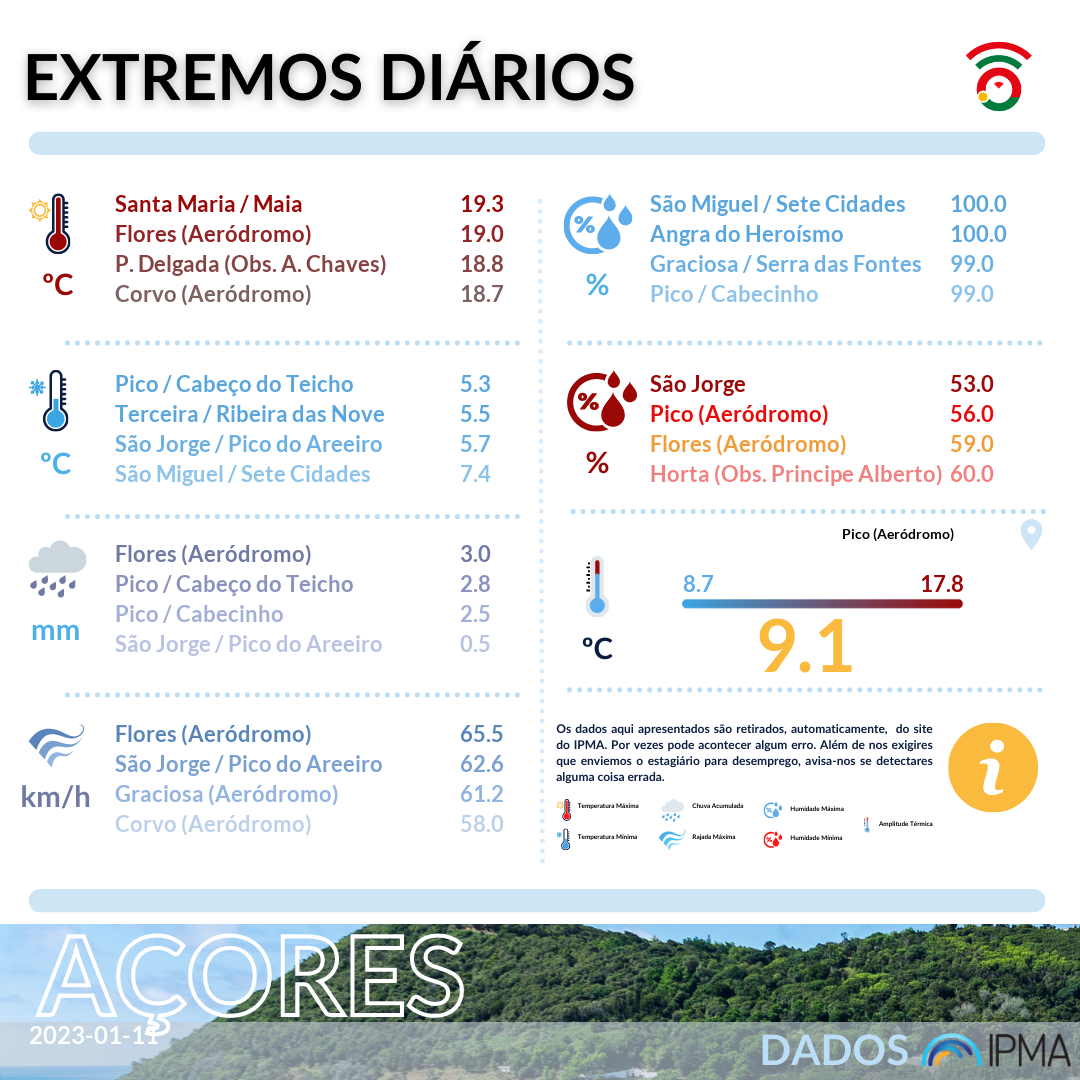 EXTREMOS DIÁRIOS
Santa Maria / Maia 19.3
Flores (Aeródromo) 19.0
P. Delgada (Obs. A. Chaves) 18.8
Corvo (Aeródromo) 18.7
ºC
Pico / Cabeço do Teicho 5.3
Terceira / Ribeira das Nove 5.5
São Jorge / Pico do Areeiro 5.7
São Miguel / Sete Cidades 7.4
ºC
Flores (Aeródromo) 3.0
Pico / Cabeço do Teicho 2.8
Pico / Cabecinho 2.5
São Jorge / Pico do Areeiro 0.5
mm
Flores (Aeródromo) 65.5
São Jorge / Pico do Areeiro 62.6
Graciosa (Aeródromo) 61.2
Corvo (Aeródromo) 58.0
km/h
%
São Miguel / Sete Cidades 100.0
Angra do Heroísmo 100.0
Graciosa / Serra das Fontes 99.0
Pico / Cabecinho 99.0
%
%
São Jorge 53.0
Pico (Aeródromo) 56.0
Flores (Aeródromo) 59.0
Horta (Obs. Principe Alberto) 60.0
%
Pico (Aeródromo)
8.7 17.8
9.1
ºC
Os dados aqui apresentados são retirados, automaticamente, do site
do IPMA. Por vezes pode acontecer algum erro. Além de nos exigires
que enviemos o estagiário para desemprego, avisa-nos se detectares
alguma coisa errada.
i
Temperatura Máxima
Chuva Acumulada
Humidade Máxima
Amplitude Térmica
Temperatura Mínima
Rajada Máxima
Humidade Mínima
AÇORES
2023-01-11
DADOS IPMA